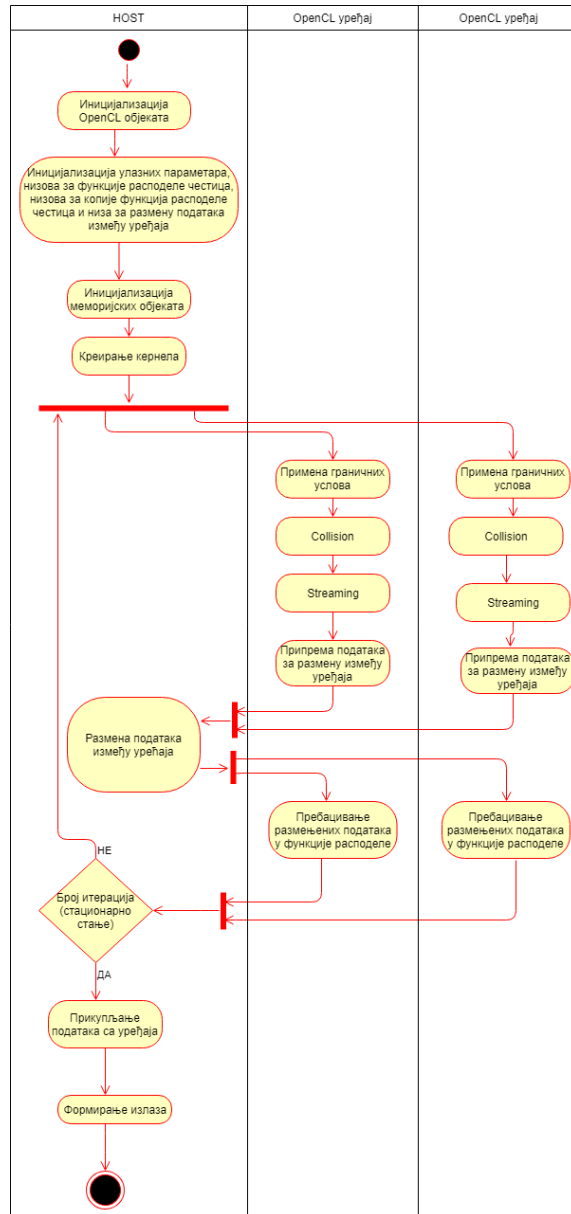 HOST
OpenCL уређај
OpenCL уређај
Иницијализација
OpenCL објеката
Иницијализација улазних параметара,
низова за функције расподеле честица,
низова за копије функција расподеле
честица и низа за размену података
између уређаја
Иницијализација
меморијских објеката
Креирање кернела
Примена граничних
услова
Collision
Streaming
Припрема података
за размену између
уређаја
Примена граничних
услова
Collision
Streaming
Припрема података
за размену између
уређаја
Размена података
између уређаја
Пребацивање
размењених података
у функције расподеле
Пребацивање
размењених података
у функције расподеле
НЕ
Број итерација
(стационарно
стање)
ДА
Прикупљање
података са уређаја
Формирање излаза